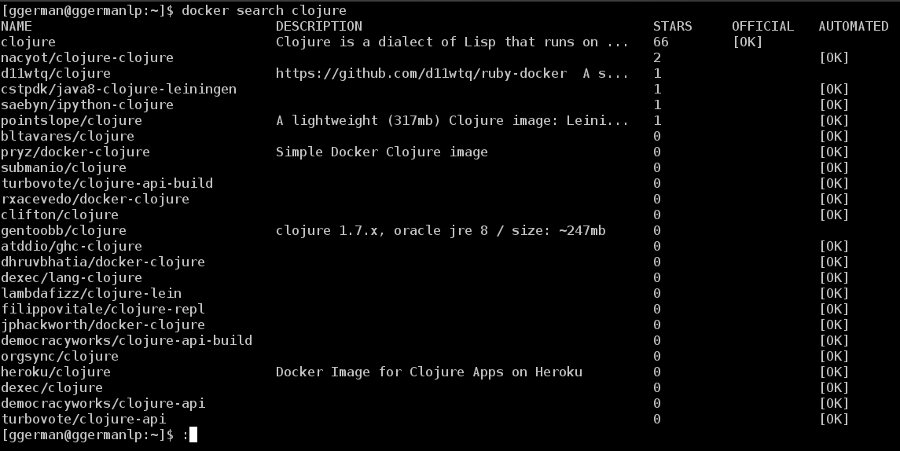 [ggerman@ggermanlp:~]$ docker search clojure
NAME DESCRIPTION STARS OFFICIAL AUTOMATED
clojure Clojure is a dialect of Lisp that runs on ... 66 [OK]
nacyot/clojure-clojure 2 [OK]
d11wtq/clojure https://github.com/d11wtq/ruby-docker A s... 1
cstpdk/java8-clojure-leiningen 1 [OK]
saebyn/ipython-clojure 1 [OK]
pointslope/clojure A lightweight (317mb) Clojure image: Leini... 1 [OK]
bltavares/clojure 0 [OK]
pryz/docker-clojure Simple Docker Clojure image 0 [OK]
submanio/clojure 0 [OK]
turbovote/clojure-api-build 0 [OK]
rxacevedo/docker-clojure 0 [OK]
clifton/clojure 0 [OK]
gentoobb/clojure clojure 1.7.x, oracle jre 8 / size: ~247mb 0
atddio/ghc-clojure 0 [OK]
dhruvbhatia/docker-clojure 0 [OK]
dexec/lang-clojure 0 [OK]
lambdafizz/clojure-lein 0 [OK]
filippovitale/clojure-repl 0 [OK]
jphackworth/docker-clojure 0 [OK]
democracyworks/clojure-api-build 0 [OK]
orgsync/clojure 0 [OK]
heroku/clojure Docker Image for Clojure Apps on Heroku 0 [OK]
dexec/clojure 0 [OK]
democracyworks/clojure-api 0 [OK]
turbovote/clojure-api 0 [OK]
[ggerman@ggermanlp:~]$ :